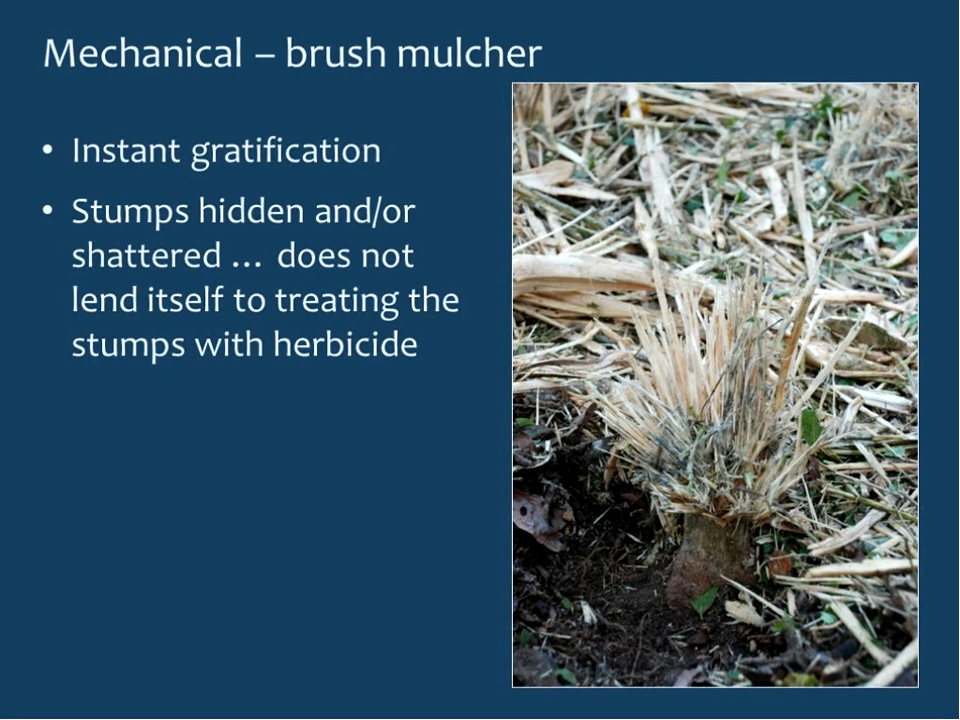 Mechanical – brush mulcher
• Instant gratification
• Stumps hidden and/or
shattered … does not
lend itself to treating the
stumps with herbicide